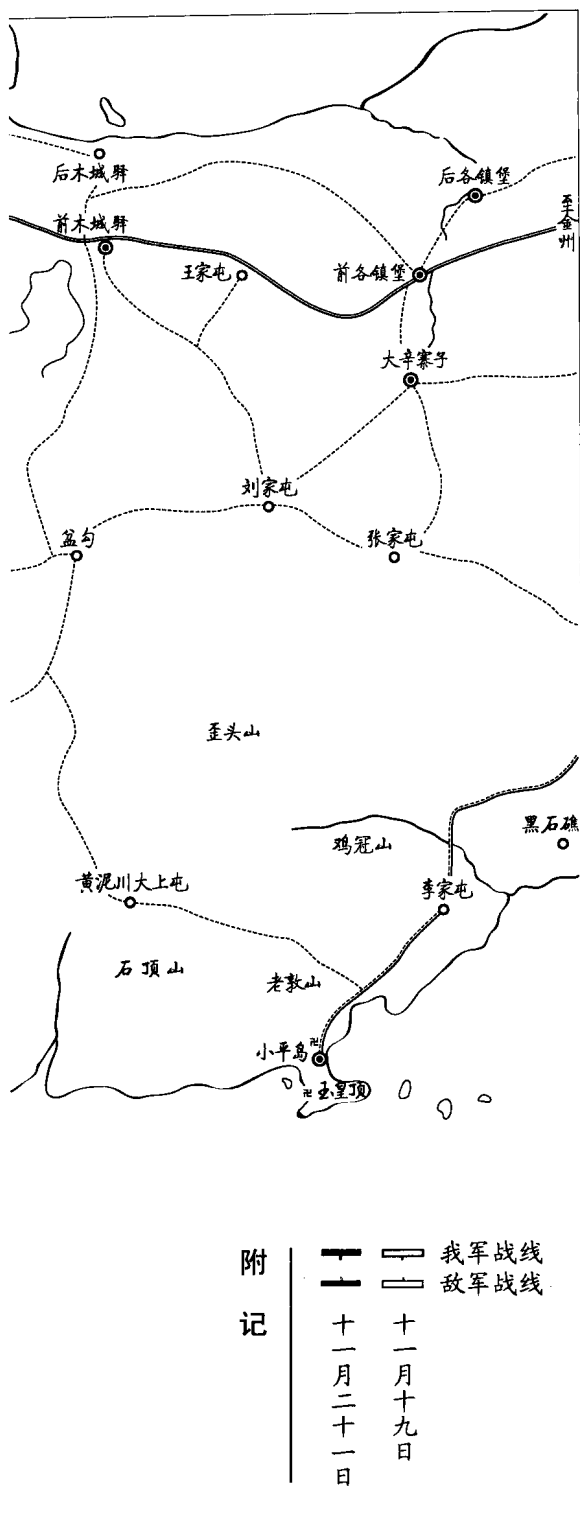 后木城驿
后各镇堡
前木城驿
至金州
王家屯
前各镇堡
大辛寨子
刘家屯
盆勾
张家屯
歪头山
黑石礁
鸡冠山
黄泥川大上屯
李家屯
石顶山
老敦山
小平岛
卍
卍
玉皇顶
附记
我军战线
敌军战线
十一月二十一日
十一月十九日